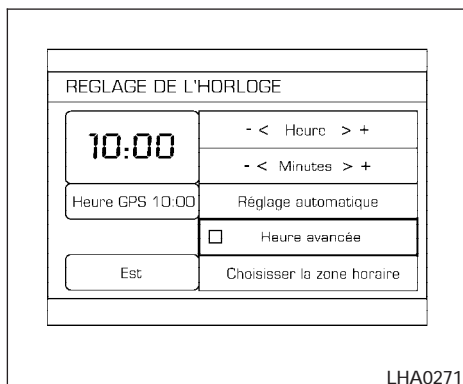 REGLAGE DE L'HORLOGE
10:00
- < Heure > +
- < Minutes > +
Heure GPS 10:00
Réglage automatique
Heure avancée
Est
Choisisser la zone horaire
LHA0271